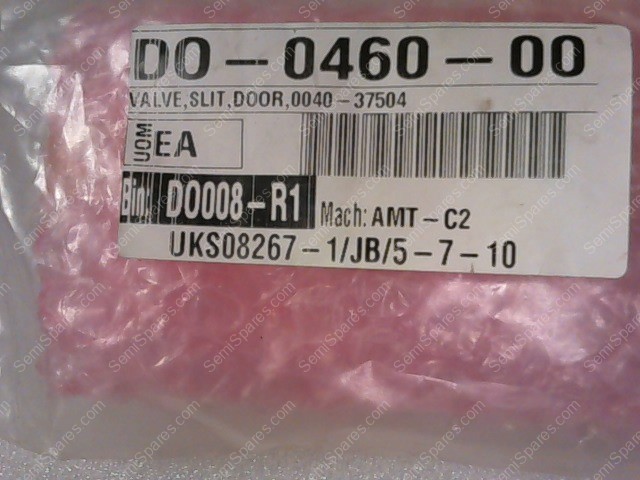 DO-0460-00
VALVE,SLIT,DOOR,0040-37504
UOM EA
Bin: DO008-R1 Mach: AMT-C2
UKS08267-1/JB/5-7-10
SemiSpares.com